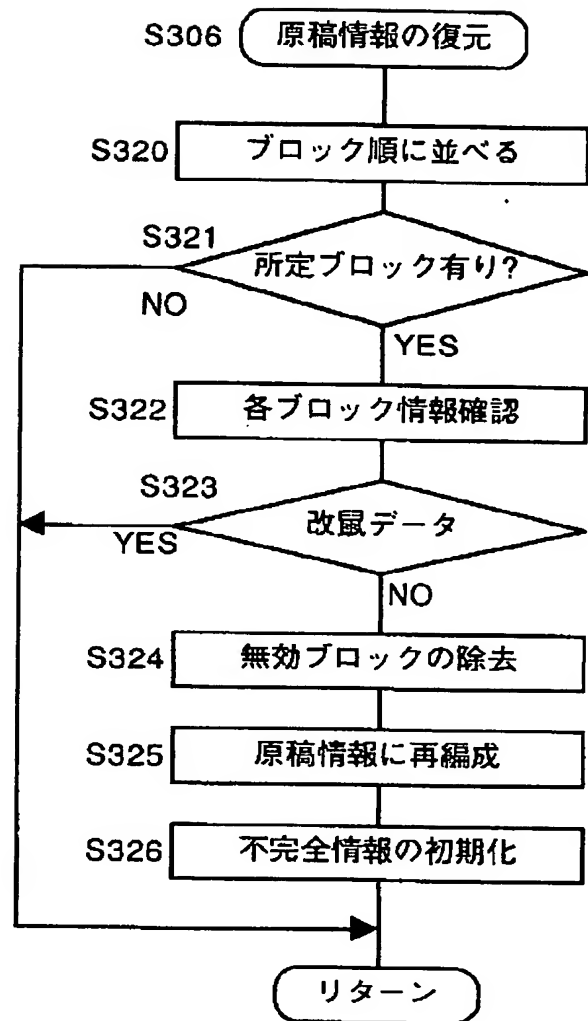 S306 原稿情報の復元
S320 ブロック順に並べる
S321 所定ブロック有り?
NO
YES
S322 各ブロック情報確認
S323 改鼠データ
YES
NO
S324 無効ブロックの除去
S325 原稿情報に再編成
S326 不完全情報の初期化
リターン